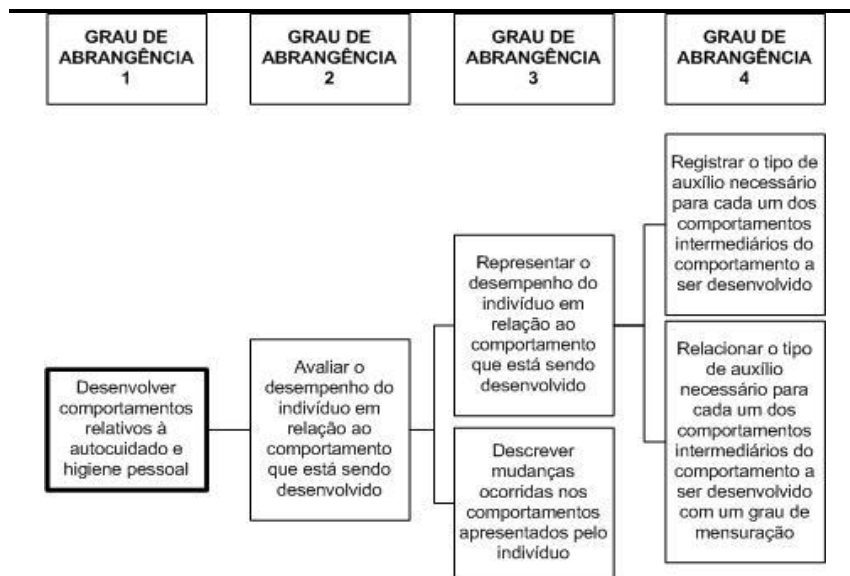 GRAU DE
ABRANGÊNCIA
1
GRAU DE
ABRANGÊNCIA
2
GRAU DE
ABRANGÊNCIA
3
GRAU DE
ABRANGÊNCIA
4
Desenvolver
comportamentos
relativos à
autocuidado e
higiene pessoal
Avaliar o
desempenho do
indivíduo em
relação ao
comportamento
que está sendo
desenvolvido
Representar o
desempenho do
indivíduo em
relação ao
comportamento
que está sendo
desenvolvido
Descrever
mudanças
ocorridas nos
comportamentos
apresentados pelo
indivíduo
Registrar o tipo de
auxílio necessário
para cada um dos
comportamentos
intermediários do
comportamento a
ser desenvolvido
Relacionar o tipo
de auxílio
necessário para
cada um dos
comportamentos
intermediários do
comportamento a
ser desenvolvido
com um grau de
mensuração